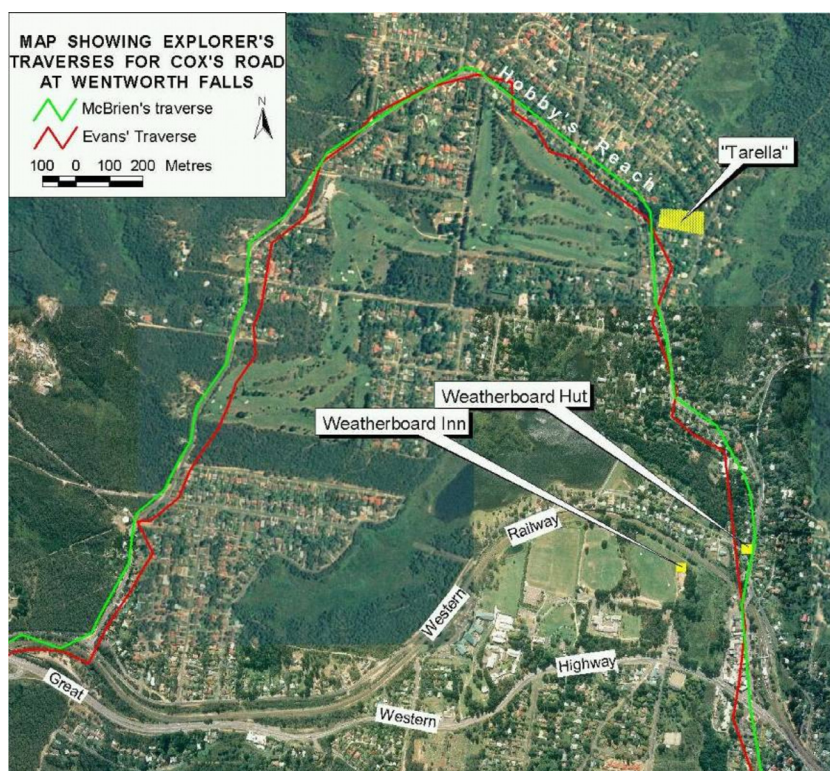 MAP SHOWING EXPLORER'S
TRAVERSES FOR COX'S ROAD
AT WENTWORTH FALLS
McBrien's traverse
Evans' Traverse
N
100 0 100 200 Metres
Hobby's Reach
"Tarella"
Weatherboard Hut
Weatherboard Inn
Railway
Western
Highway
Great
Western